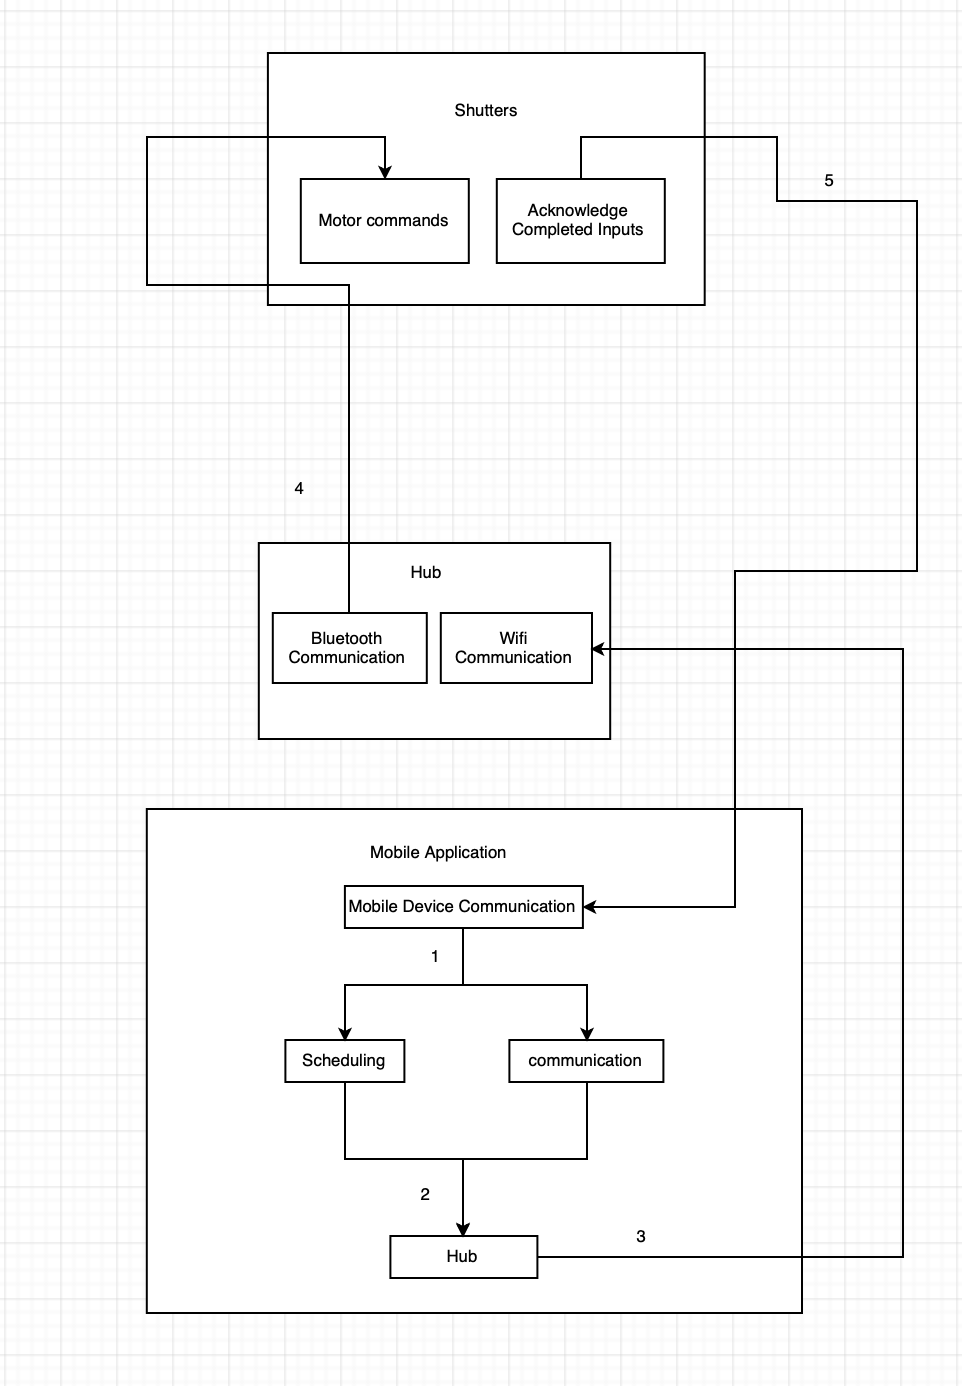 Shutters
5
Motor commands
Acknowledge
Completed Inputs
4
Hub
Bluetooth
Communication
Wifi
Communication
Mobile Application
Mobile Device Communication
1
Scheduling
communication
2
3
Hub